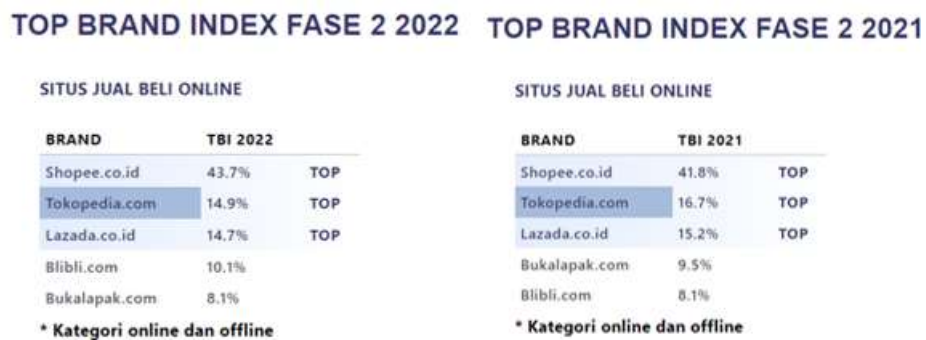 TOP BRAND INDEX FASE 2 2022
SITUS JUAL BELI ONLINE
BRAND TBI 2022
Shopee.co.id 43.7% TOP
Tokopedia.com 14.9% TOP
Lazada.co.id 14.7% TOP
Blibli.com 10.1%
Bukalapak.com 8.1%
* Kategori online dan offline
TOP BRAND INDEX FASE 2 2021
SITUS JUAL BELI ONLINE
BRAND TBI 2021
Shopee.co.id 41.8% TOP
Tokopedia.com 16.7% TOP
Lazada.co.id 15.2% TOP
Bukalapak.com 9.5%
Blibli.com 8.1%
* Kategori online dan offline